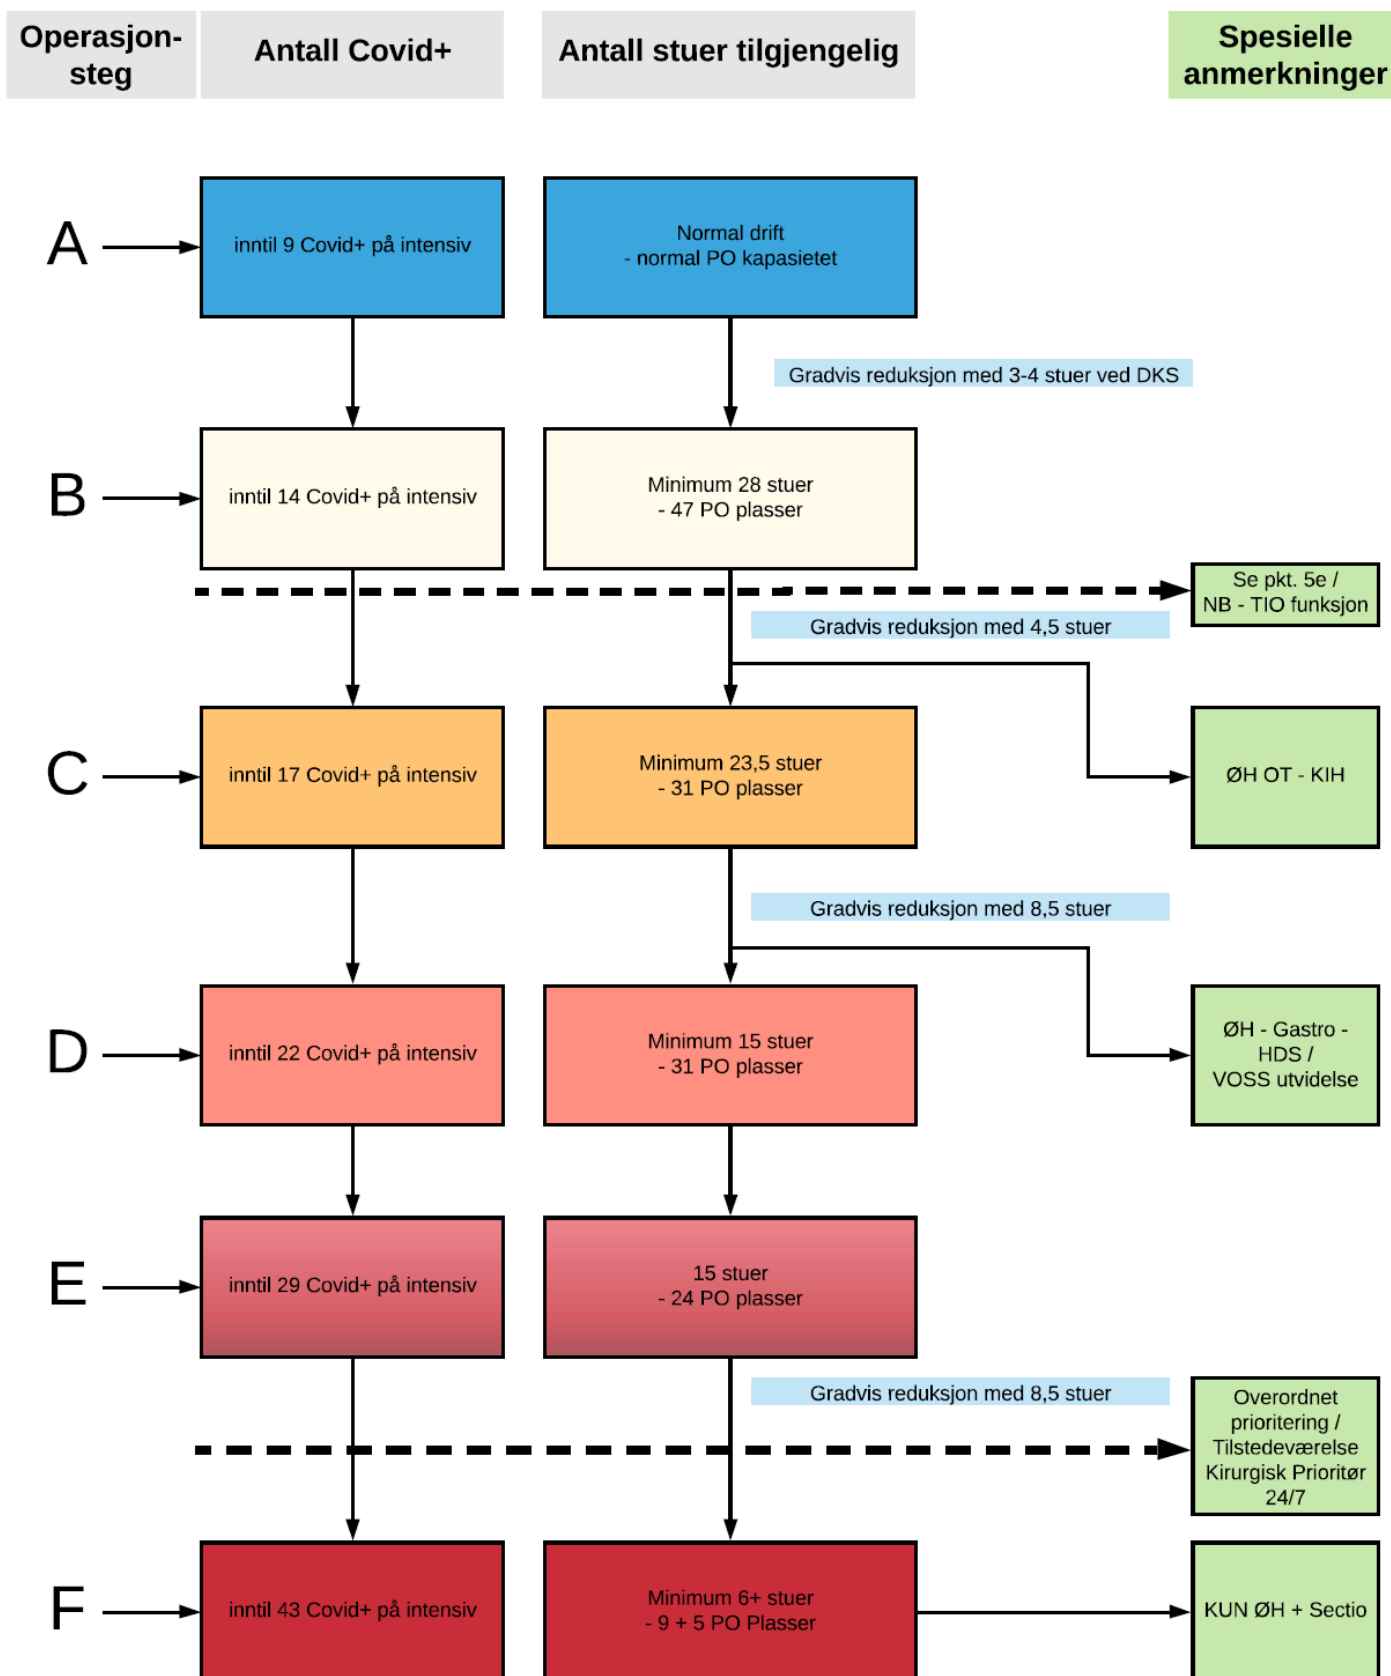 Operasjon-
steg
Antall Covid+
Antall stuer tilgjengelig
Spesielle
anmerkninger
A
inntil 9 Covid+ på intensiv
Normal drift
- normal PO kapasietet
Gradvis reduksjon med 3-4 stuer ved DKS
B
inntil 14 Covid+ på intensiv
Minimum 28 stuer
- 47 PO plasser
Se pkt. 5e /
NB - TIO funksjon
Gradvis reduksjon med 4,5 stuer
C
inntil 17 Covid+ på intensiv
Minimum 23,5 stuer
- 31 PO plasser
ØH OT - KIH
Gradvis reduksjon med 8,5 stuer
D
inntil 22 Covid+ på intensiv
Minimum 15 stuer
- 31 PO plasser
ØH - Gastro -
HDS /
VOSS utvidelse
E
inntil 29 Covid+ på intensiv
15 stuer
- 24 PO plasser
Gradvis reduksjon med 8,5 stuer
Overordnet
prioritering /
Tilstedeværelse
Kirurgisk Prioritør
24/7
F
inntil 43 Covid+ på intensiv
Minimum 6+ stuer
- 9 + 5 PO Plasser
KUN ØH + Sectio